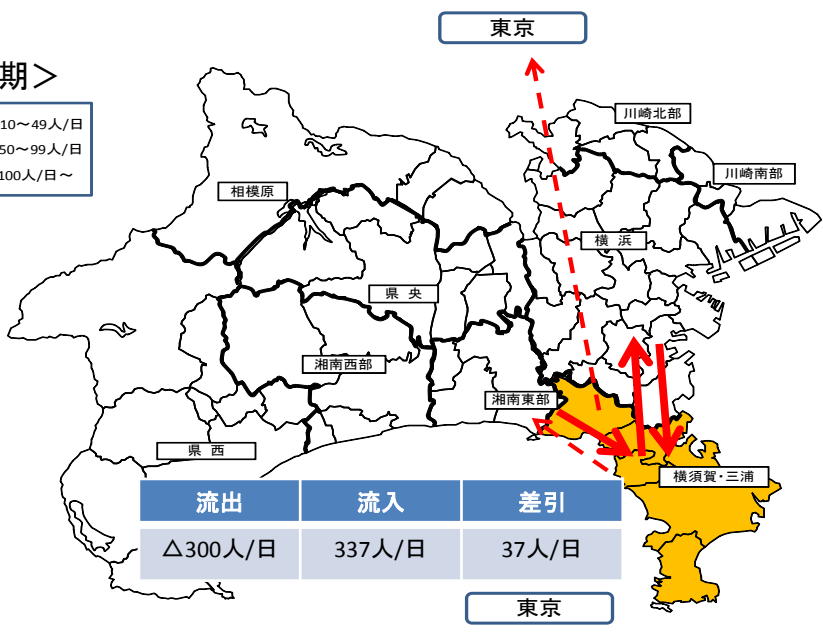 東京
期＞
10～49人/日
50～99人/日
100人/日～
川崎北部
川崎南部
相模原
横 浜
県 央
湘南西部
湘南東部
県 西
横須賀・三浦
流出 流入 差引
△300人/日 337人/日 37人/日
東京